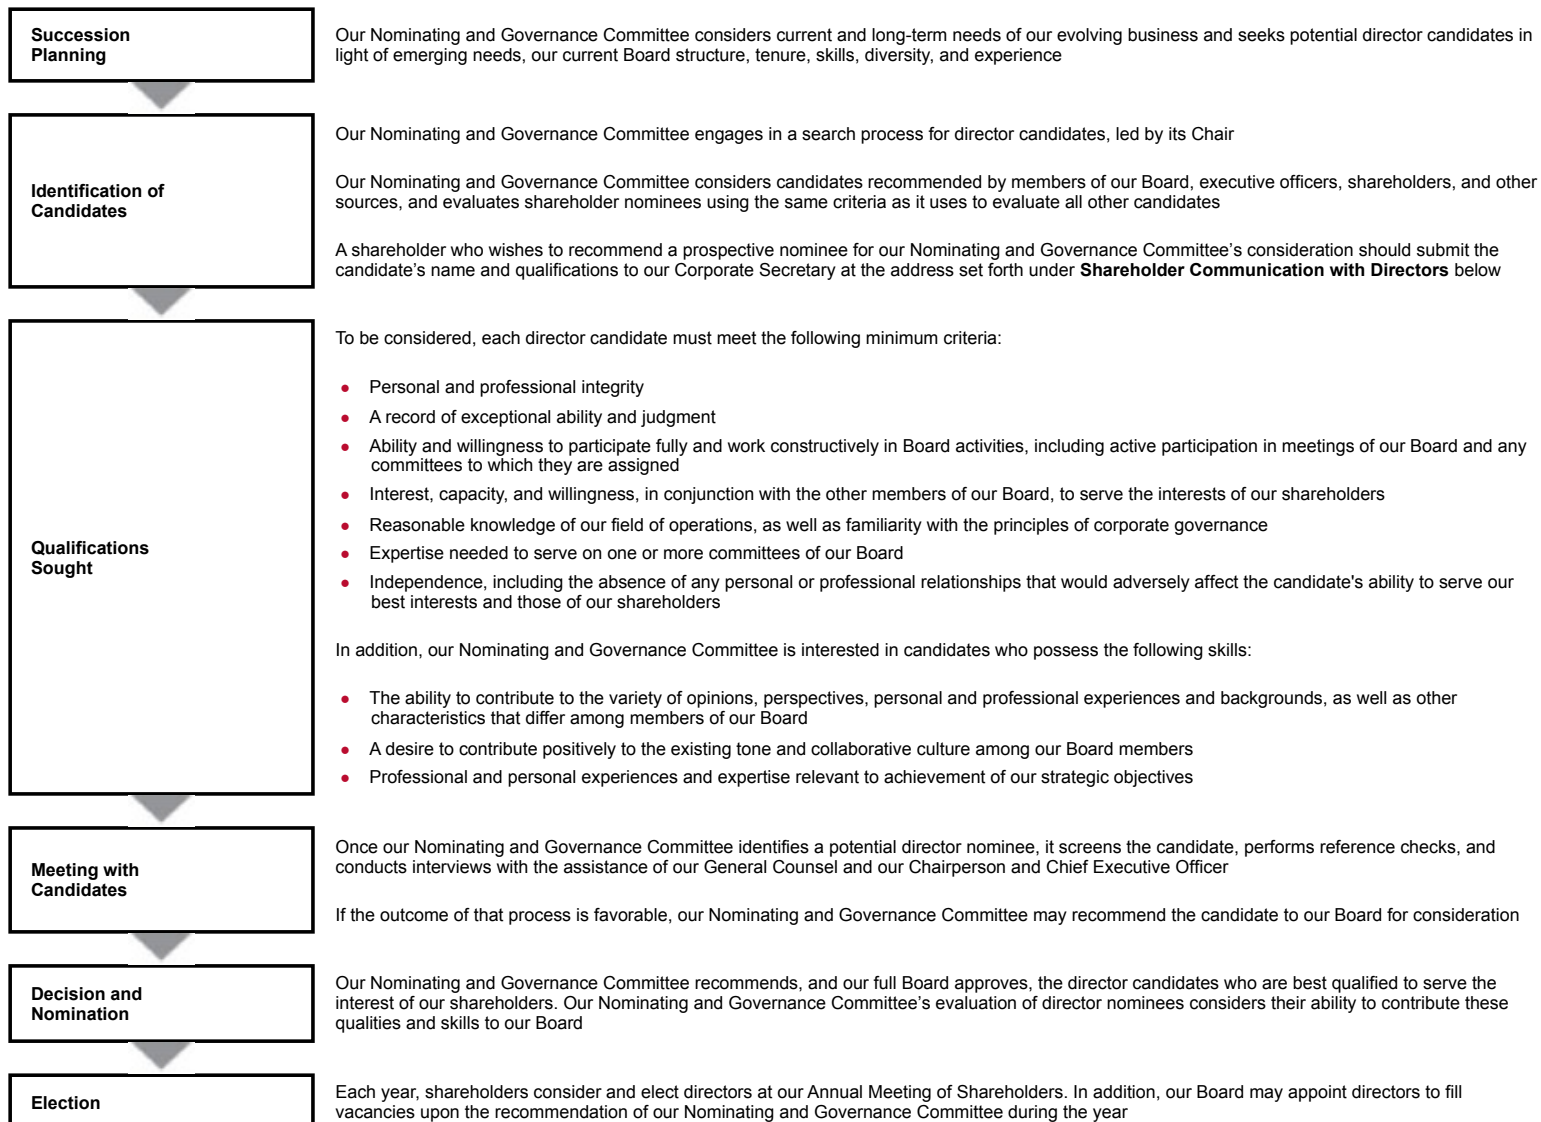 Succession
Planning
Our Nominating and Governance Committee considers current and long-term needs of our evolving business and seeks potential director candidates in
light of emerging needs, our current Board structure, tenure, skills, diversity, and experience
Identification of
Candidates
Our Nominating and Governance Committee engages in a search process for director candidates, led by its Chair
Our Nominating and Governance Committee considers candidates recommended by members of our Board, executive officers, shareholders, and other
sources, and evaluates shareholder nominees using the same criteria as it uses to evaluate all other candidates
A shareholder who wishes to recommend a prospective nominee for our Nominating and Governance Committee’s consideration should submit the
candidate’s name and qualifications to our Corporate Secretary at the address set forth under Shareholder Communication with Directors below
Qualifications
Sought
To be considered, each director candidate must meet the following minimum criteria:
● Personal and professional integrity
● A record of exceptional ability and judgment
● Ability and willingness to participate fully and work constructively in Board activities, including active participation in meetings of our Board and any
committees to which they are assigned
● Interest, capacity, and willingness, in conjunction with the other members of our Board, to serve the interests of our shareholders
● Reasonable knowledge of our field of operations, as well as familiarity with the principles of corporate governance
● Expertise needed to serve on one or more committees of our Board
● Independence, including the absence of any personal or professional relationships that would adversely affect the candidate's ability to serve our
best interests and those of our shareholders
In addition, our Nominating and Governance Committee is interested in candidates who possess the following skills:
● The ability to contribute to the variety of opinions, perspectives, personal and professional experiences and backgrounds, as well as other
characteristics that differ among members of our Board
● A desire to contribute positively to the existing tone and collaborative culture among our Board members
● Professional and personal experiences and expertise relevant to achievement of our strategic objectives
Meeting with
Candidates
Once our Nominating and Governance Committee identifies a potential director nominee, it screens the candidate, performs reference checks, and
conducts interviews with the assistance of our General Counsel and our Chairperson and Chief Executive Officer
If the outcome of that process is favorable, our Nominating and Governance Committee may recommend the candidate to our Board for consideration
Decision and
Nomination
Our Nominating and Governance Committee recommends, and our full Board approves, the director candidates who are best qualified to serve the
interest of our shareholders. Our Nominating and Governance Committee’s evaluation of director nominees considers their ability to contribute these
qualities and skills to our Board
Election
Each year, shareholders consider and elect directors at our Annual Meeting of Shareholders. In addition, our Board may appoint directors to fill
vacancies upon the recommendation of our Nominating and Governance Committee during the year